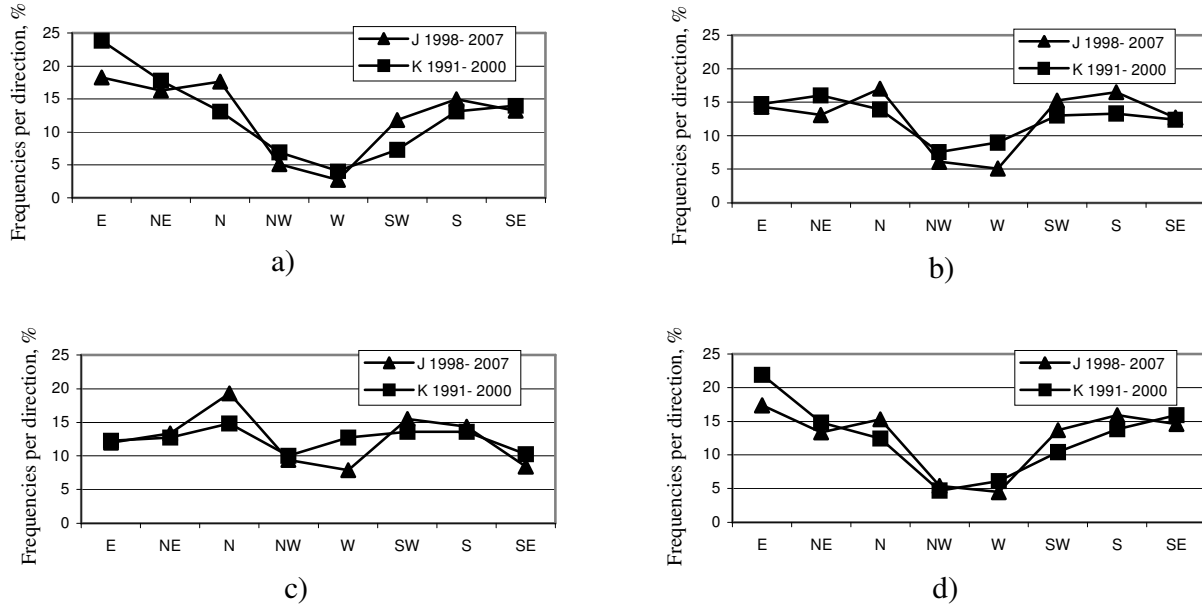 a)
Frequencies per direction, %
25
20
15
10
5
0
E NE N NW W SW S SE
J 1998- 2007
K 1991- 2000
b)
Frequencies per direction, %
25
20
15
10
5
0
E NE N NW W SW S SE
J 1998- 2007
K 1991- 2000
a)
b)
Frequencies per direction, %
25
20
15
10
5
0
E NE N NW W SW S SE
J 1998- 2007
K 1991- 2000
c)
Frequencies per direction, %
25
20
15
10
5
0
E NE N NW W SW S SE
J 1998- 2007
K 1991- 2000
d)